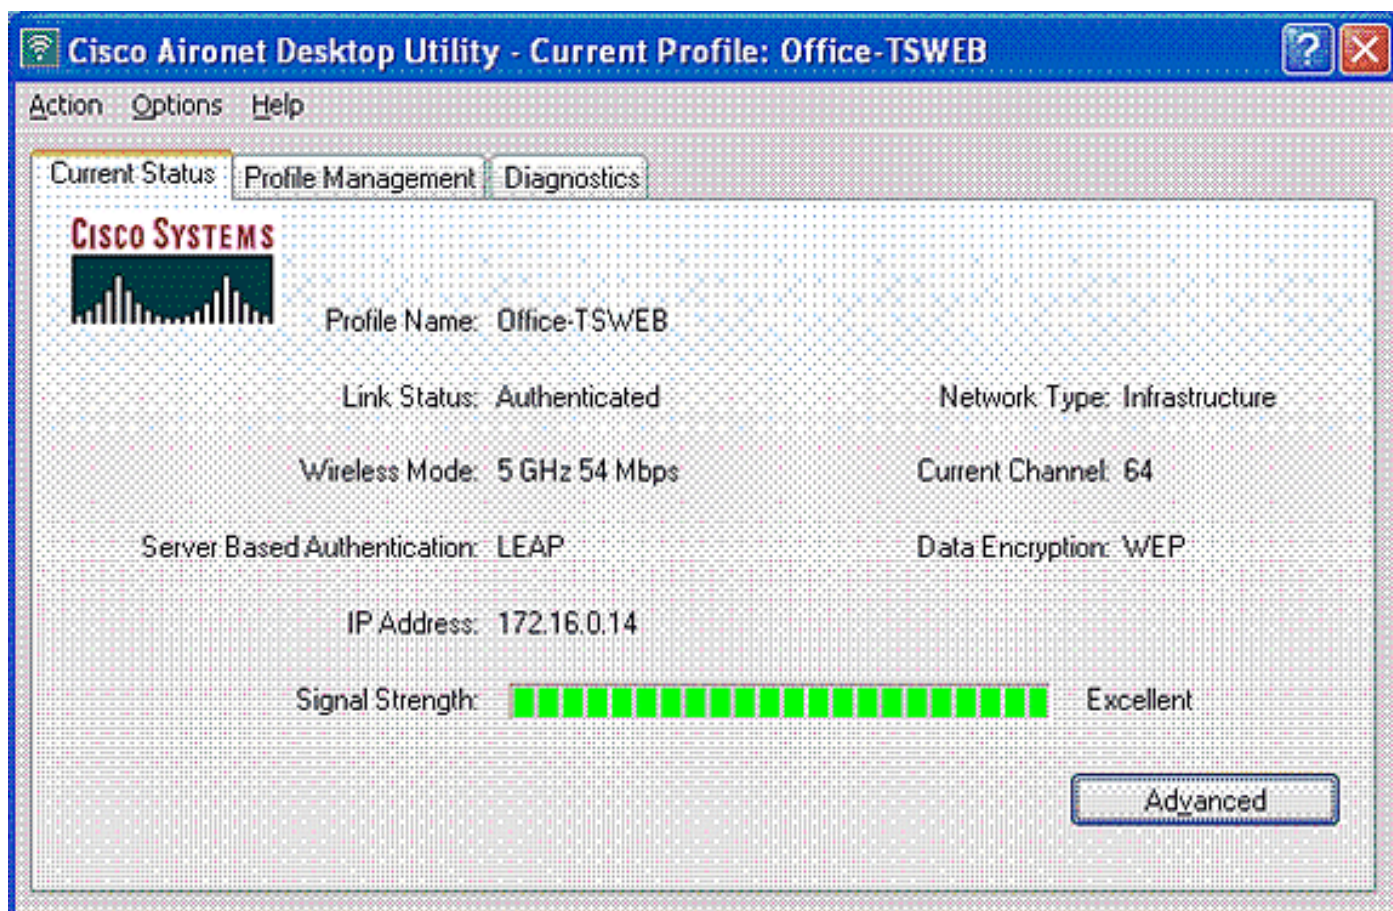 Cisco Aironet Desktop Utility - Current Profile: Office-TSWEB
Action Options Help
Current Status Profile Management Diagnostics
CISCO SYSTEMS
Profile Name: Office-TSWEB
Link Status: Authenticated Network Type: Infrastructure
Wireless Mode: 5 GHz 54 Mbps Current Channel: 64
Server Based Authentication: LEAP Data Encryption: WEP
IP Address: 172.16.0.14
Signal Strength: Excellent
Advanced